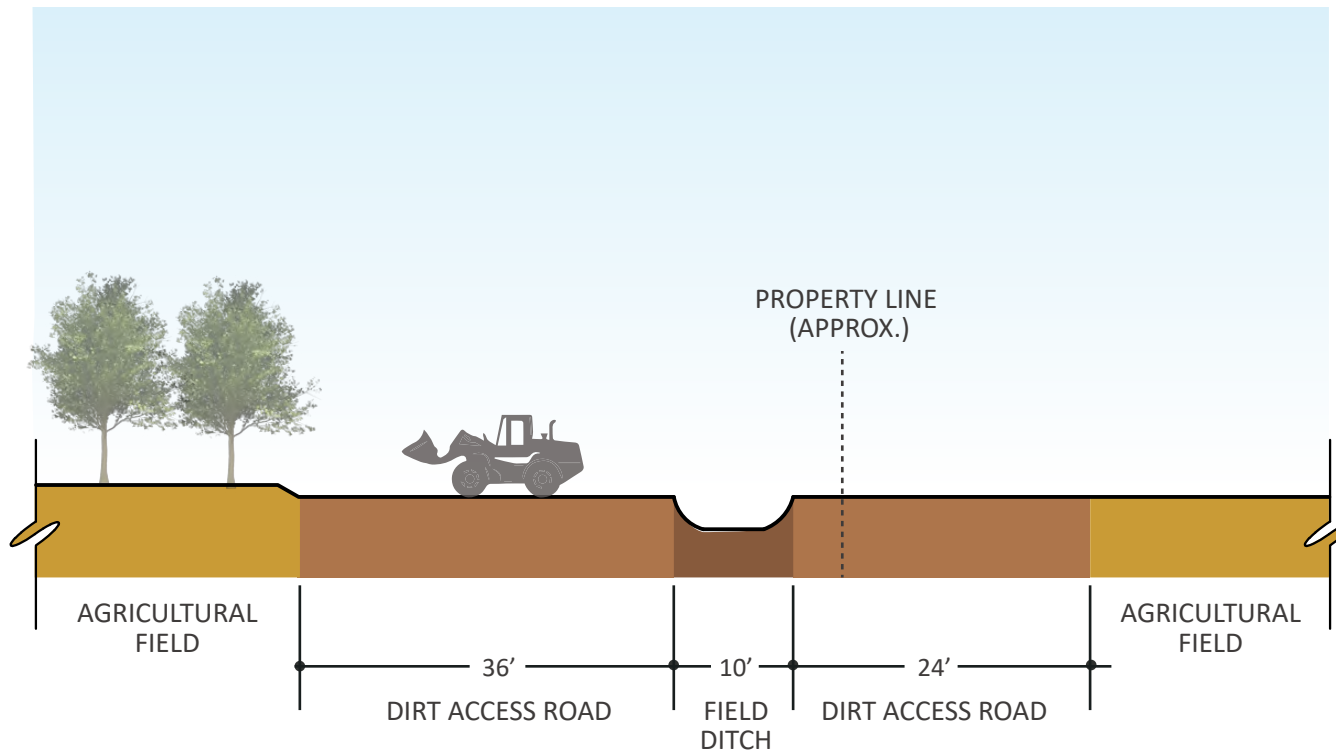 PROPERTY LINE
(APPROX.)
AGRICULTURAL
FIELD
AGRICULTURAL
FIELD
36’
10’
24’
DIRT ACCESS ROAD
FIELD
DITCH
DIRT ACCESS ROAD